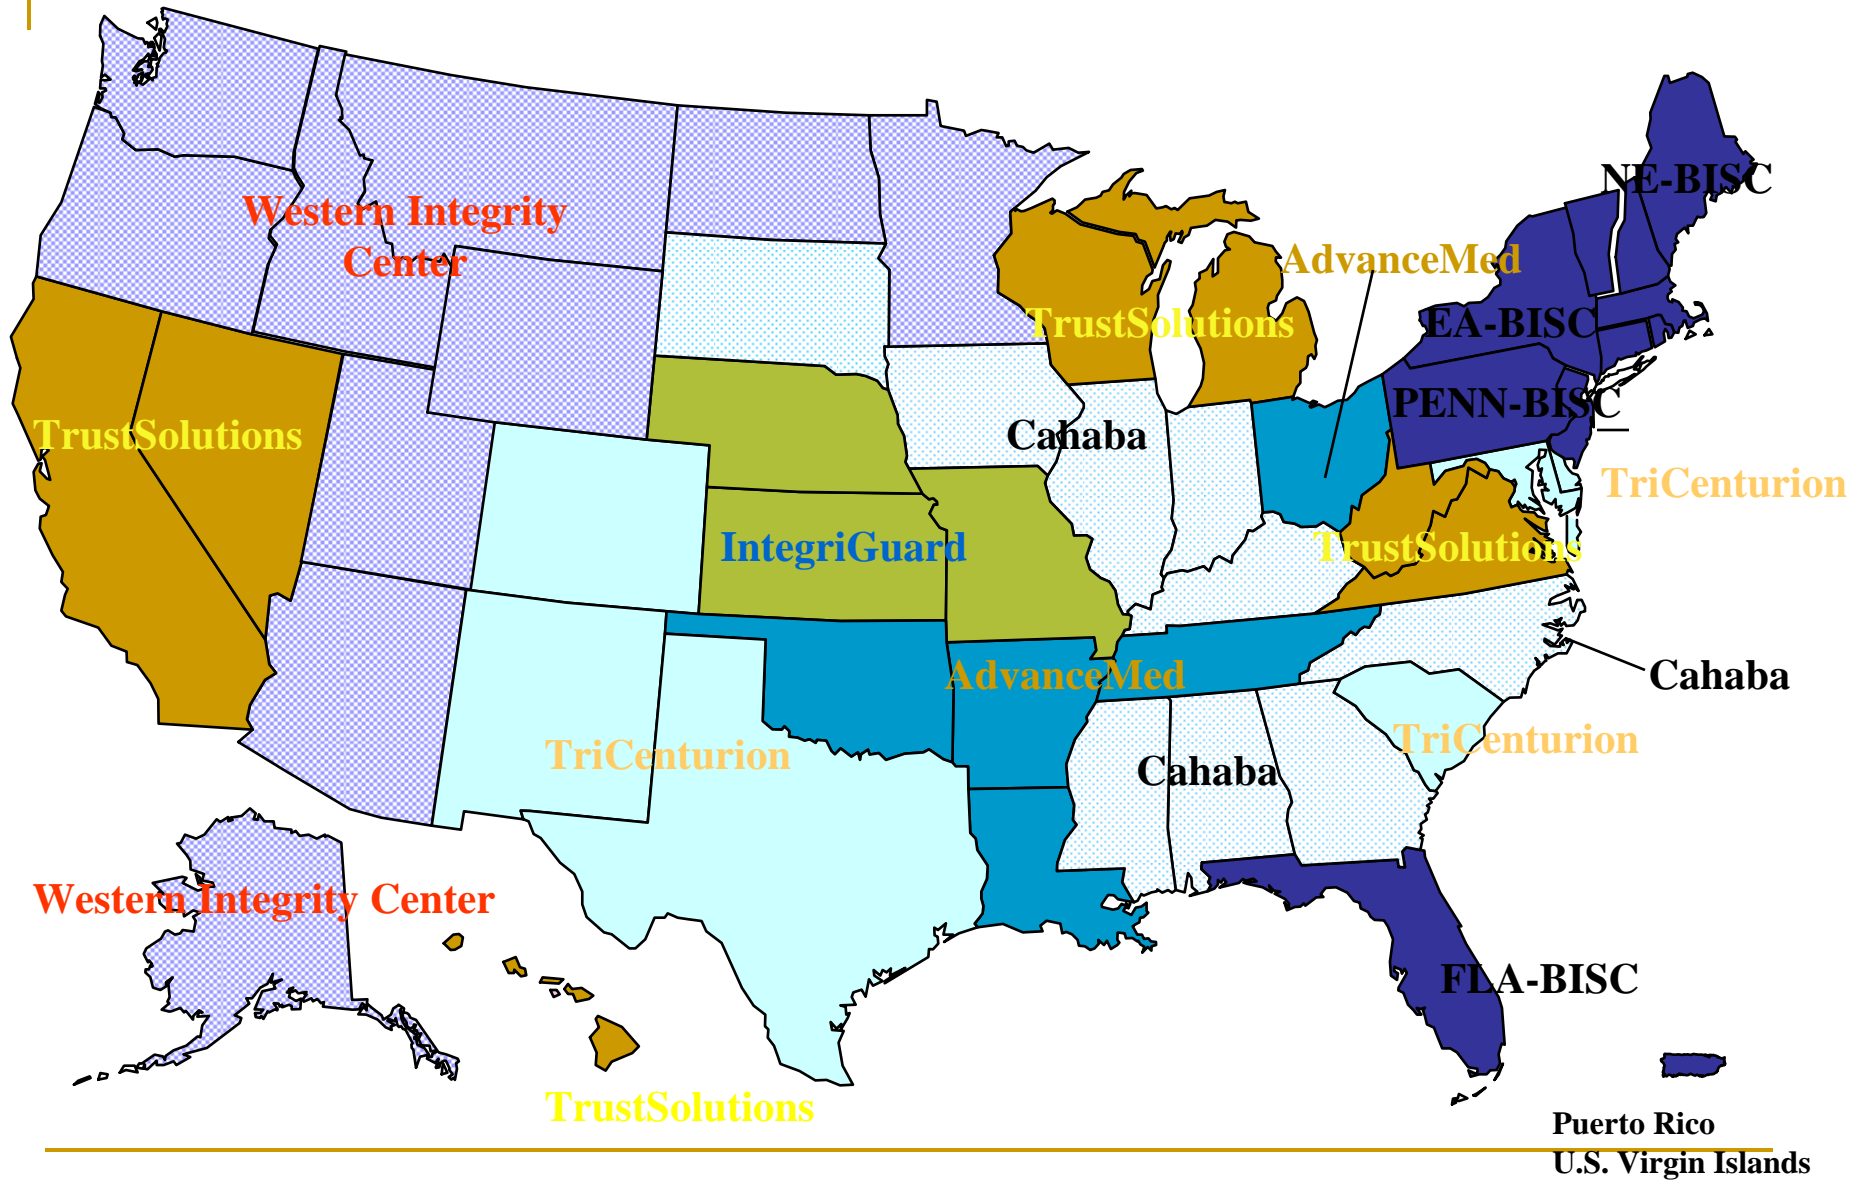 NE-BISC
Western Integrity
Center
AdvanceMed
TrustSolutions
EA-BISC
PENN-BISC
TrustSolutions
Cahaba
TriCenturion
IntegriGuard
TrustSolutions
AdvanceMed
Cahaba
TriCenturion
TriCenturion
Cahaba
Western Integrity Center
FLA-BISC
TrustSolutions
Puerto Rico
U.S. Virgin Islands